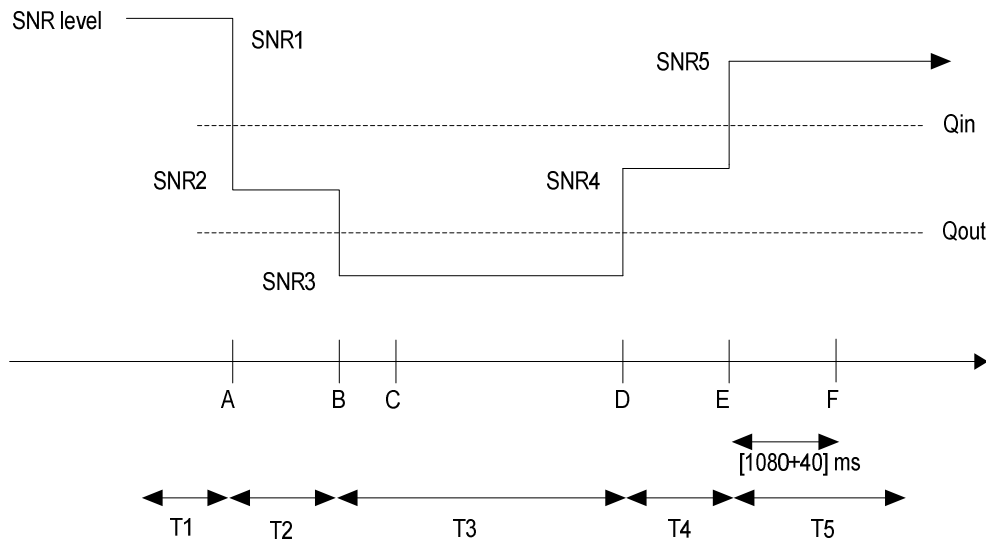 SNR level
SNR1
SNR5
Qin
SNR2
SNR4
Qout
SNR3
A
B
C
D
E
F
[1080+40] ms
T1
T2
T3
T4
T5